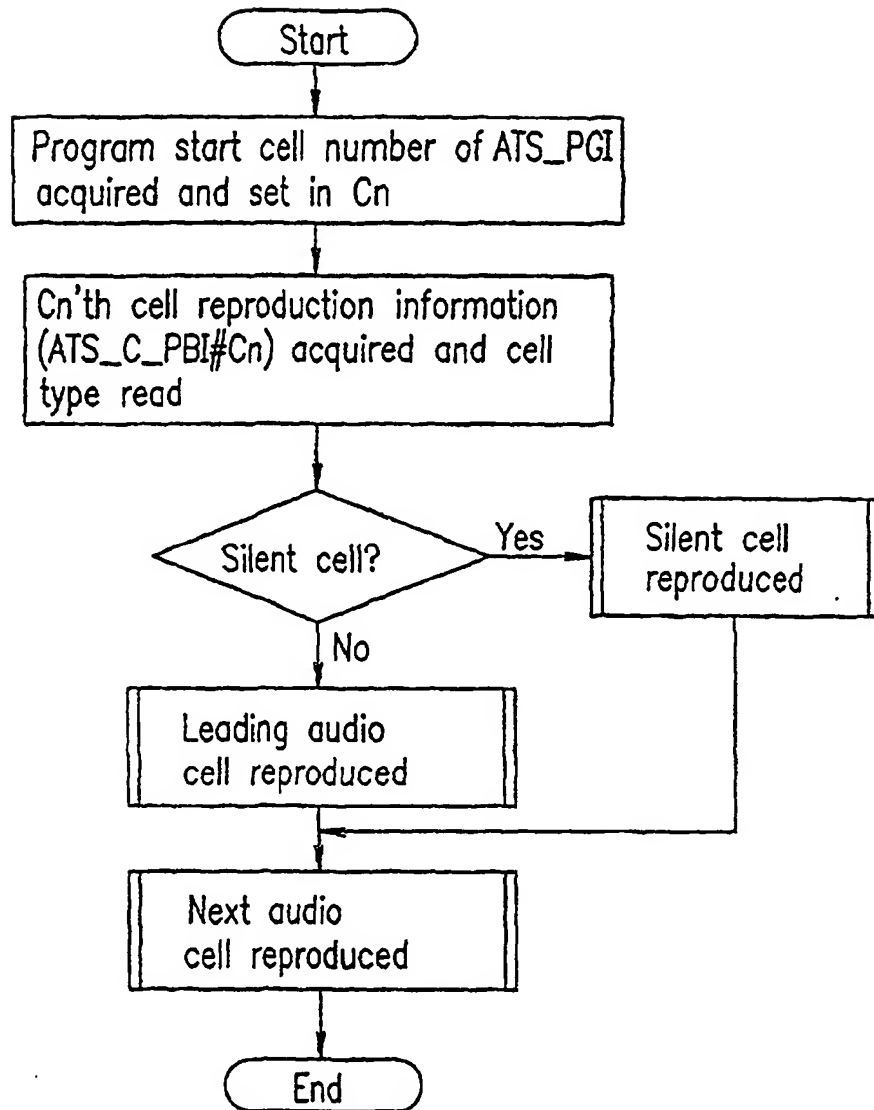 Start
Program start cell number of ATS_PGI
acquired and set in Cn
Cn'th cell reproduction information
(ATS_C_PBI#Cn) acquired and cell
type read
Silent cell?
Yes
Silent cell
reproduced
No
Leading audio
cell reproduced
Next audio
cell reproduced
End